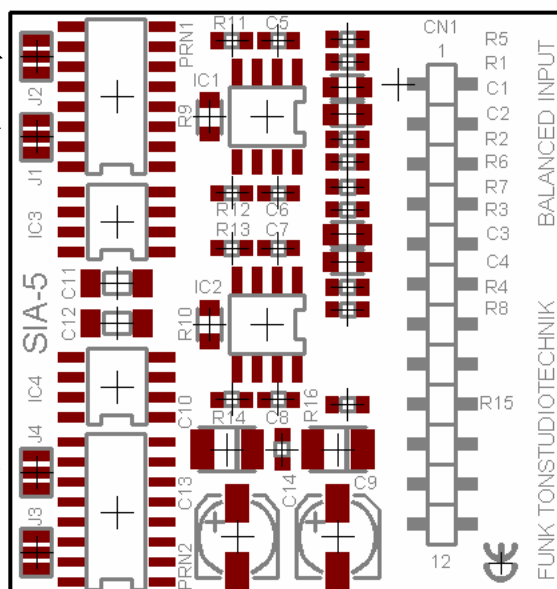 R11
C5
CN1
1
PRN1
IC1
R5
R1
C1
C2
R2
R6
R7
R3
C3
C4
R4
R8
R15
BALANCED INPUT
J2
J1
R9
R12
C6
R13
C7
IC3
C11
C12
SIA-5
IC2
R10
IC4
C10
R14
C8
R16
J4
J3
C13
C14
C9
PRN2
12
FUNK TONSTUDIOTECHNIK